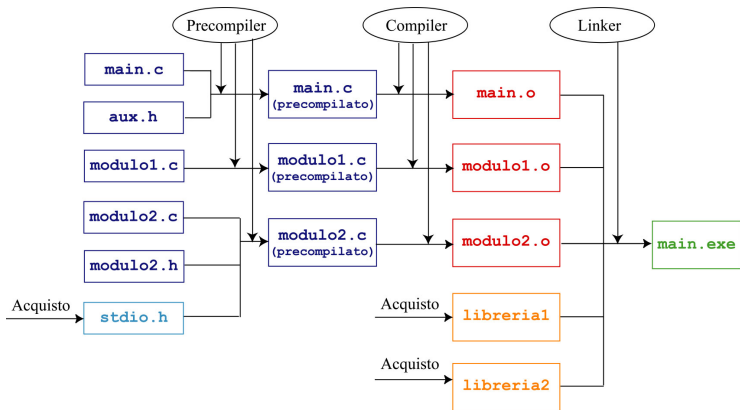 Precompiler
Compiler
Linker
main.c
aux.h
main.c
(precompilato)
main.o
modulo1.c
modulo1.c
(precompilato)
modulo1.o
modulo2.c
modulo2.h
modulo2.c
(precompilato)
modulo2.o
main.exe
Acquisto
stdio.h
Acquisto
libreria1
Acquisto
libreria2